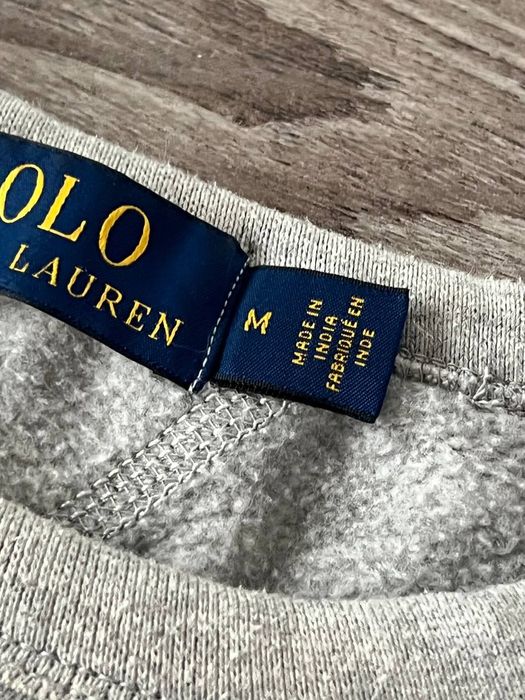 OLO
LAUREN
M
MADE IN
INDIA
FABRIQUÉ EN
INDE